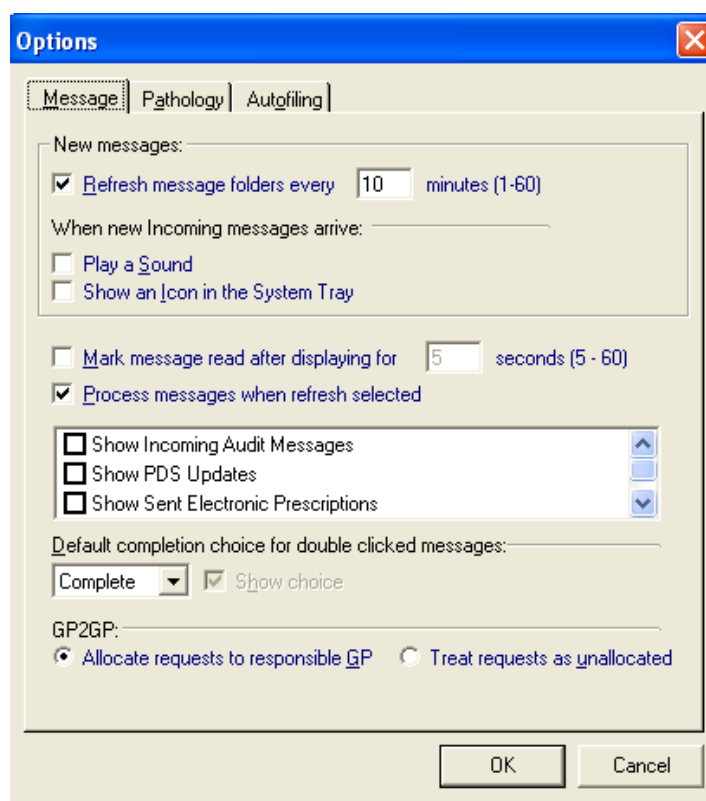 Options
Message Pathology Autofiling
New messages:
Refresh message folders every 10 minutes (1-60)
When new Incoming messages arrive:
Play a Sound
Show an Icon in the System Tray
Mark message read after displaying for 5 seconds (5 - 60)
Process messages when refresh selected
Show Incoming Audit Messages
Show PDS Updates
Show Sent Electronic Prescriptions
Default completion choice for double clicked messages:
Complete Show choice
GP2GP:
Allocate requests to responsible GP Treat requests as unallocated
OK Cancel